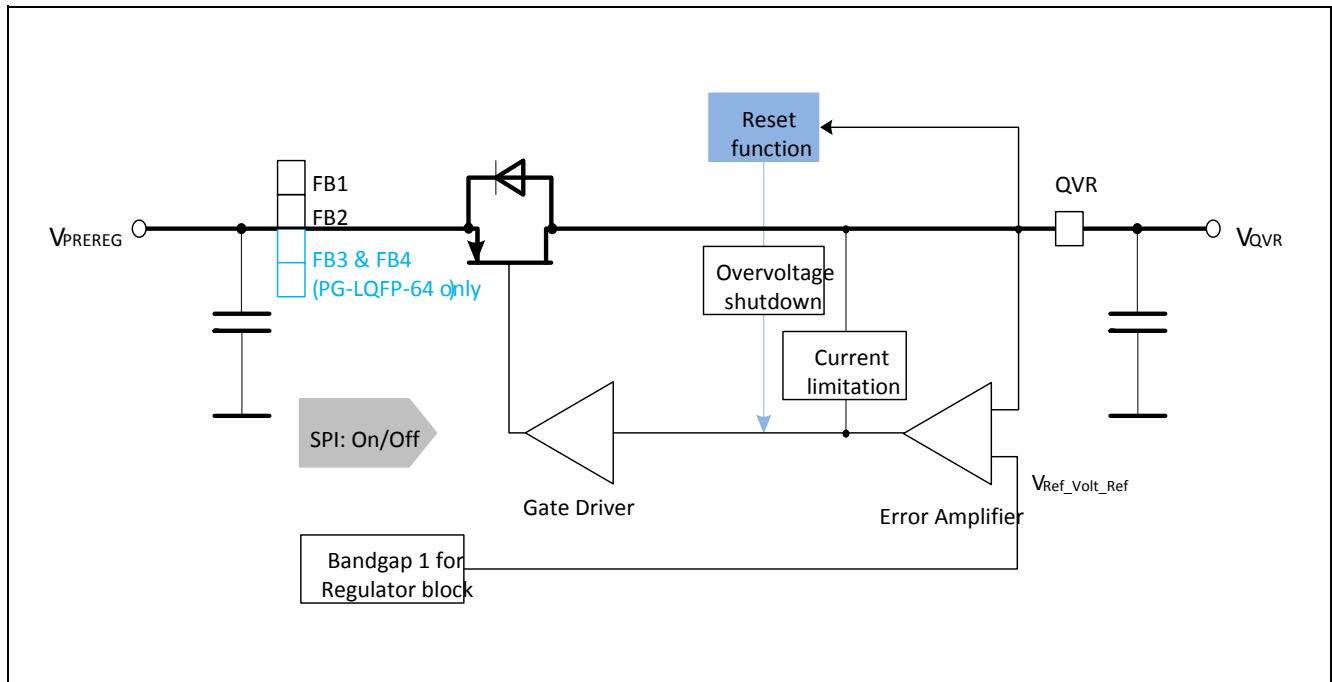 Reset
function
FB1
QVR
FB2
VPREREG
VQVR
FB3 & FB4
(PG-LQFP-64 only)
Overvoltage
shutdown
Current
limitation
SPI: On/Off
VRef_Volt_Ref
Gate Driver
Error Amplifier
Bandgap 1 for
Regulator block